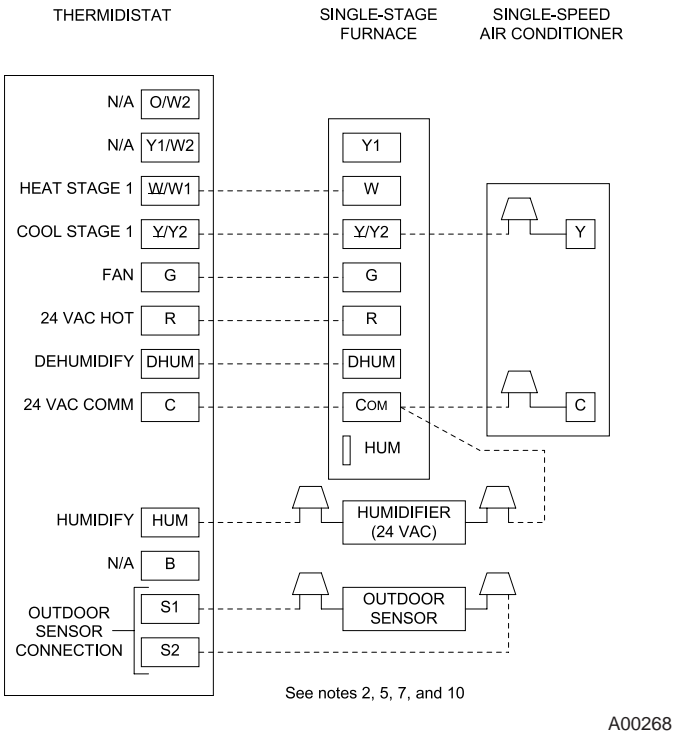 THERMIDISTAT
SINGLE-STAGE
FURNACE
SINGLE-SPEED
AIR CONDITIONER
N/A O/W2
N/A Y1/W2 Y1
HEAT STAGE 1 W/W1 W
COOL STAGE 1 Y/Y2 Y/Y2 Y
FAN G G
24 VAC HOT R R
DEHUMIDIFY DHUM DHUM
24 VAC COMM C COM C
HUM
HUMIDIFY HUM HUMIDIFIER
(24 VAC)
N/A B
OUTDOOR
SENSOR
CONNECTION
S1
S2
OUTDOOR
SENSOR
See notes 2, 5, 7, and 10
A00268